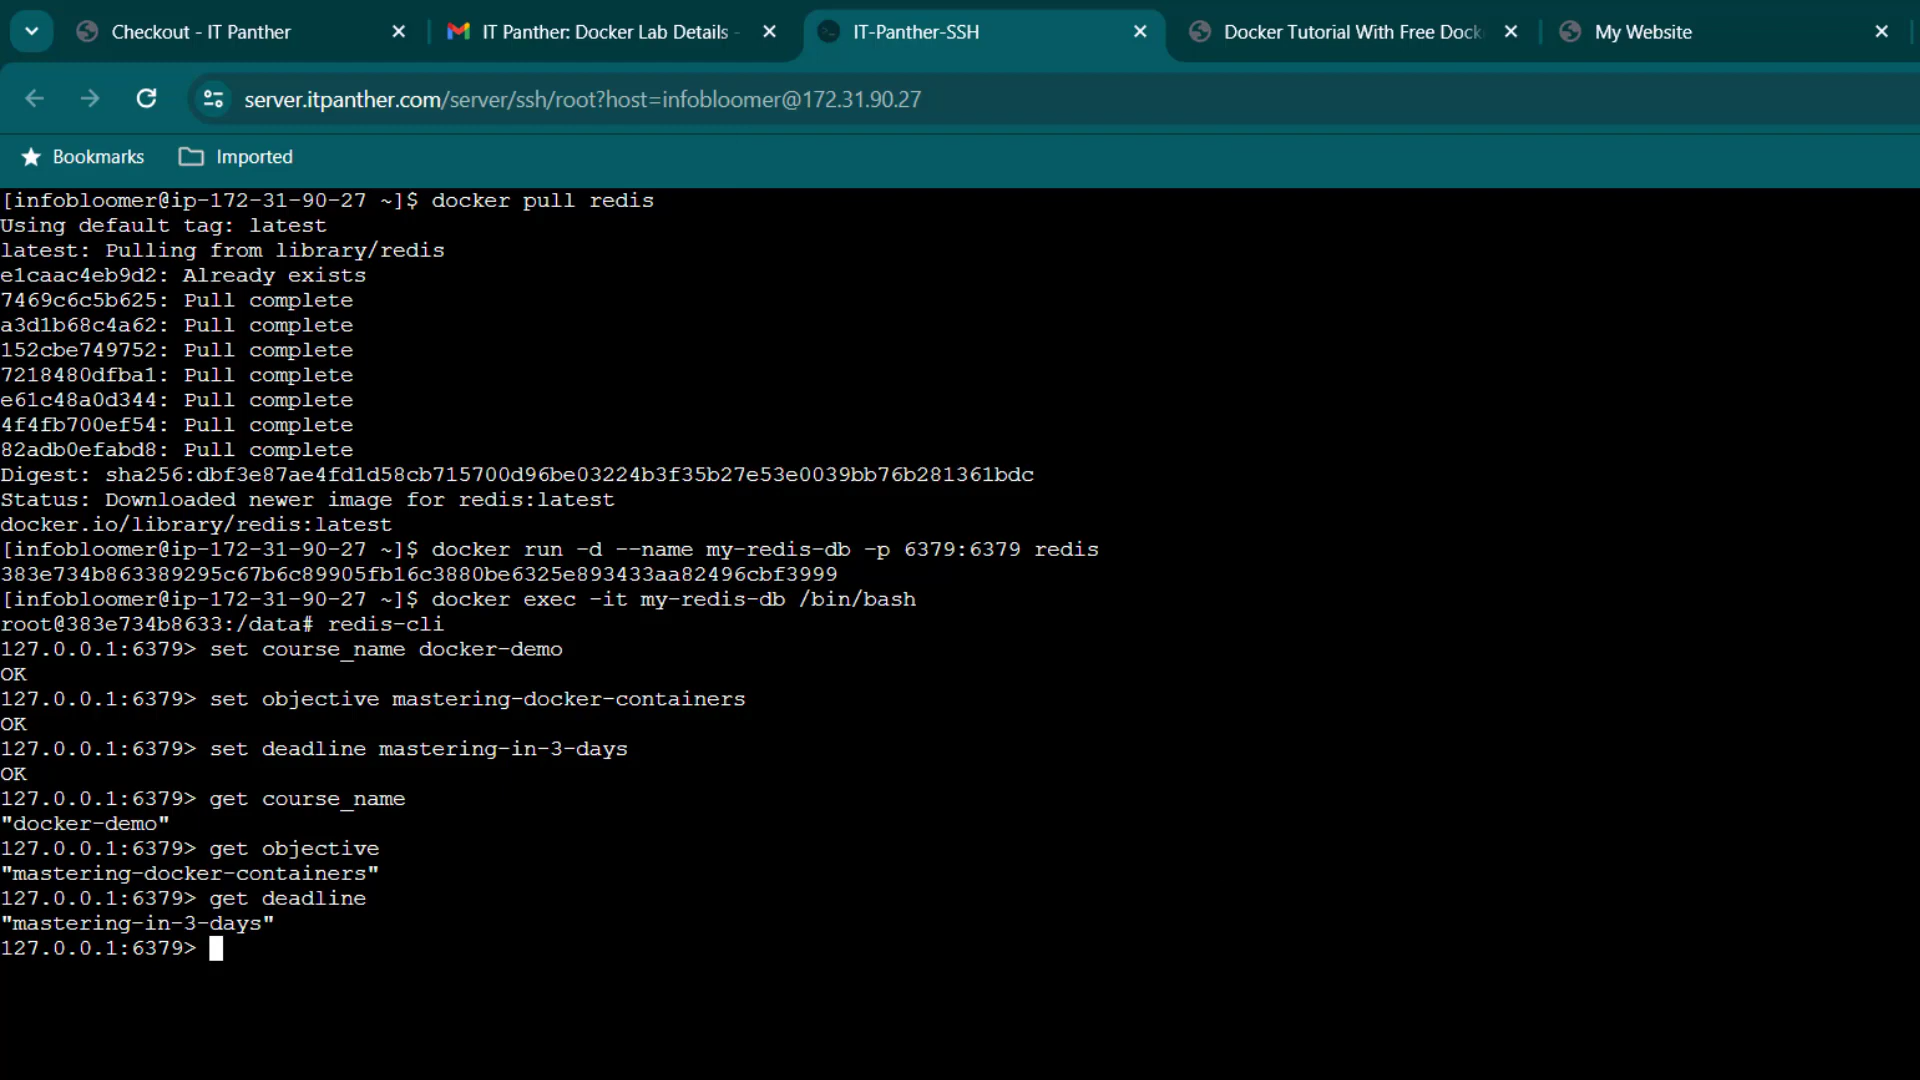 Checkout - IT Panther
IT Panther: Docker Lab Details -
IT-Panther-SSH
Docker Tutorial With Free Dock
My Website
server.itpanther.com/server/ssh/root?host=infobloomer@172.31.90.27
Bookmarks
Imported
[infobloomer@ip-172-31-90-27 ~]$ docker pull redis
Using default tag: latest
latest: Pulling from library/redis
e1caac4eb9d2: Already exists
7469c6c5b625: Pull complete
a3d1b68c4a62: Pull complete
152cbe749752: Pull complete
7218480dfba1: Pull complete
e61c48a0d344: Pull complete
4f4fb700ef54: Pull complete
82adb0efabd8: Pull complete
Digest: sha256:dbf3e87ae4fd1d58cb715700d96be03224b3f35b27e53e0039bb76b281361bdc
Status: Downloaded newer image for redis:latest
docker.io/library/redis:latest
[infobloomer@ip-172-31-90-27 ~]$ docker run -d --name my-redis-db -p 6379:6379 redis
383e734b863389295c67b6c89905fb16c3880be6325e893433aa82496cbf3999
[infobloomer@ip-172-31-90-27 ~]$ docker exec -it my-redis-db /bin/bash
root@383e734b8633:/data# redis-cli
127.0.0.1:6379> set course_name docker-demo
OK
127.0.0.1:6379> set objective mastering-docker-containers
OK
127.0.0.1:6379> set deadline mastering-in-3-days
OK
127.0.0.1:6379> get course_name
"docker-demo"
127.0.0.1:6379> get objective
"mastering-docker-containers"
127.0.0.1:6379> get deadline
"mastering-in-3-days"
127.0.0.1:6379>